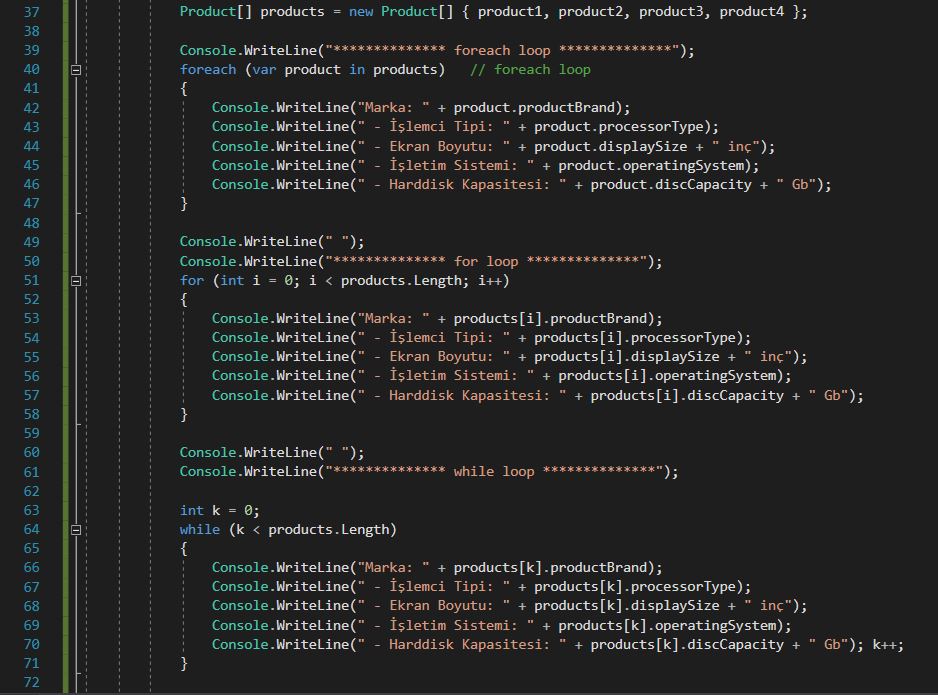 37 Product[] products = new Product[] { product1, product2, product3, product4 };
38
39 Console.WriteLine("************** foreach loop **************");
40 foreach (var product in products)   // foreach loop
41 {
42     Console.WriteLine("Marka: " + product.productBrand);
43     Console.WriteLine(" - İşlemci Tipi: " + product.processorType);
44     Console.WriteLine(" - Ekran Boyutu: " + product.displaySize + " inç");
45     Console.WriteLine(" - İşletim Sistemi: " + product.operatingSystem);
46     Console.WriteLine(" - Harddisk Kapasitesi: " + product.discCapacity + " Gb");
47 }
48
49 Console.WriteLine(" ");
50 Console.WriteLine("************** for loop **************");
51 for (int i = 0; i < products.Length; i++)
52 {
53     Console.WriteLine("Marka: " + products[i].productBrand);
54     Console.WriteLine(" - İşlemci Tipi: " + products[i].processorType);
55     Console.WriteLine(" - Ekran Boyutu: " + products[i].displaySize + " inç");
56     Console.WriteLine(" - İşletim Sistemi: " + products[i].operatingSystem);
57     Console.WriteLine(" - Harddisk Kapasitesi: " + products[i].discCapacity + " Gb");
58 }
59
60 Console.WriteLine(" ");
61 Console.WriteLine("************** while loop **************");
62
63 int k = 0;
64 while (k < products.Length)
65 {
66     Console.WriteLine("Marka: " + products[k].productBrand);
67     Console.WriteLine(" - İşlemci Tipi: " + products[k].processorType);
68     Console.WriteLine(" - Ekran Boyutu: " + products[k].displaySize + " inç");
69     Console.WriteLine(" - İşletim Sistemi: " + products[k].operatingSystem);
70     Console.WriteLine(" - Harddisk Kapasitesi: " + products[k].discCapacity + " Gb"); k++;
71 }
72